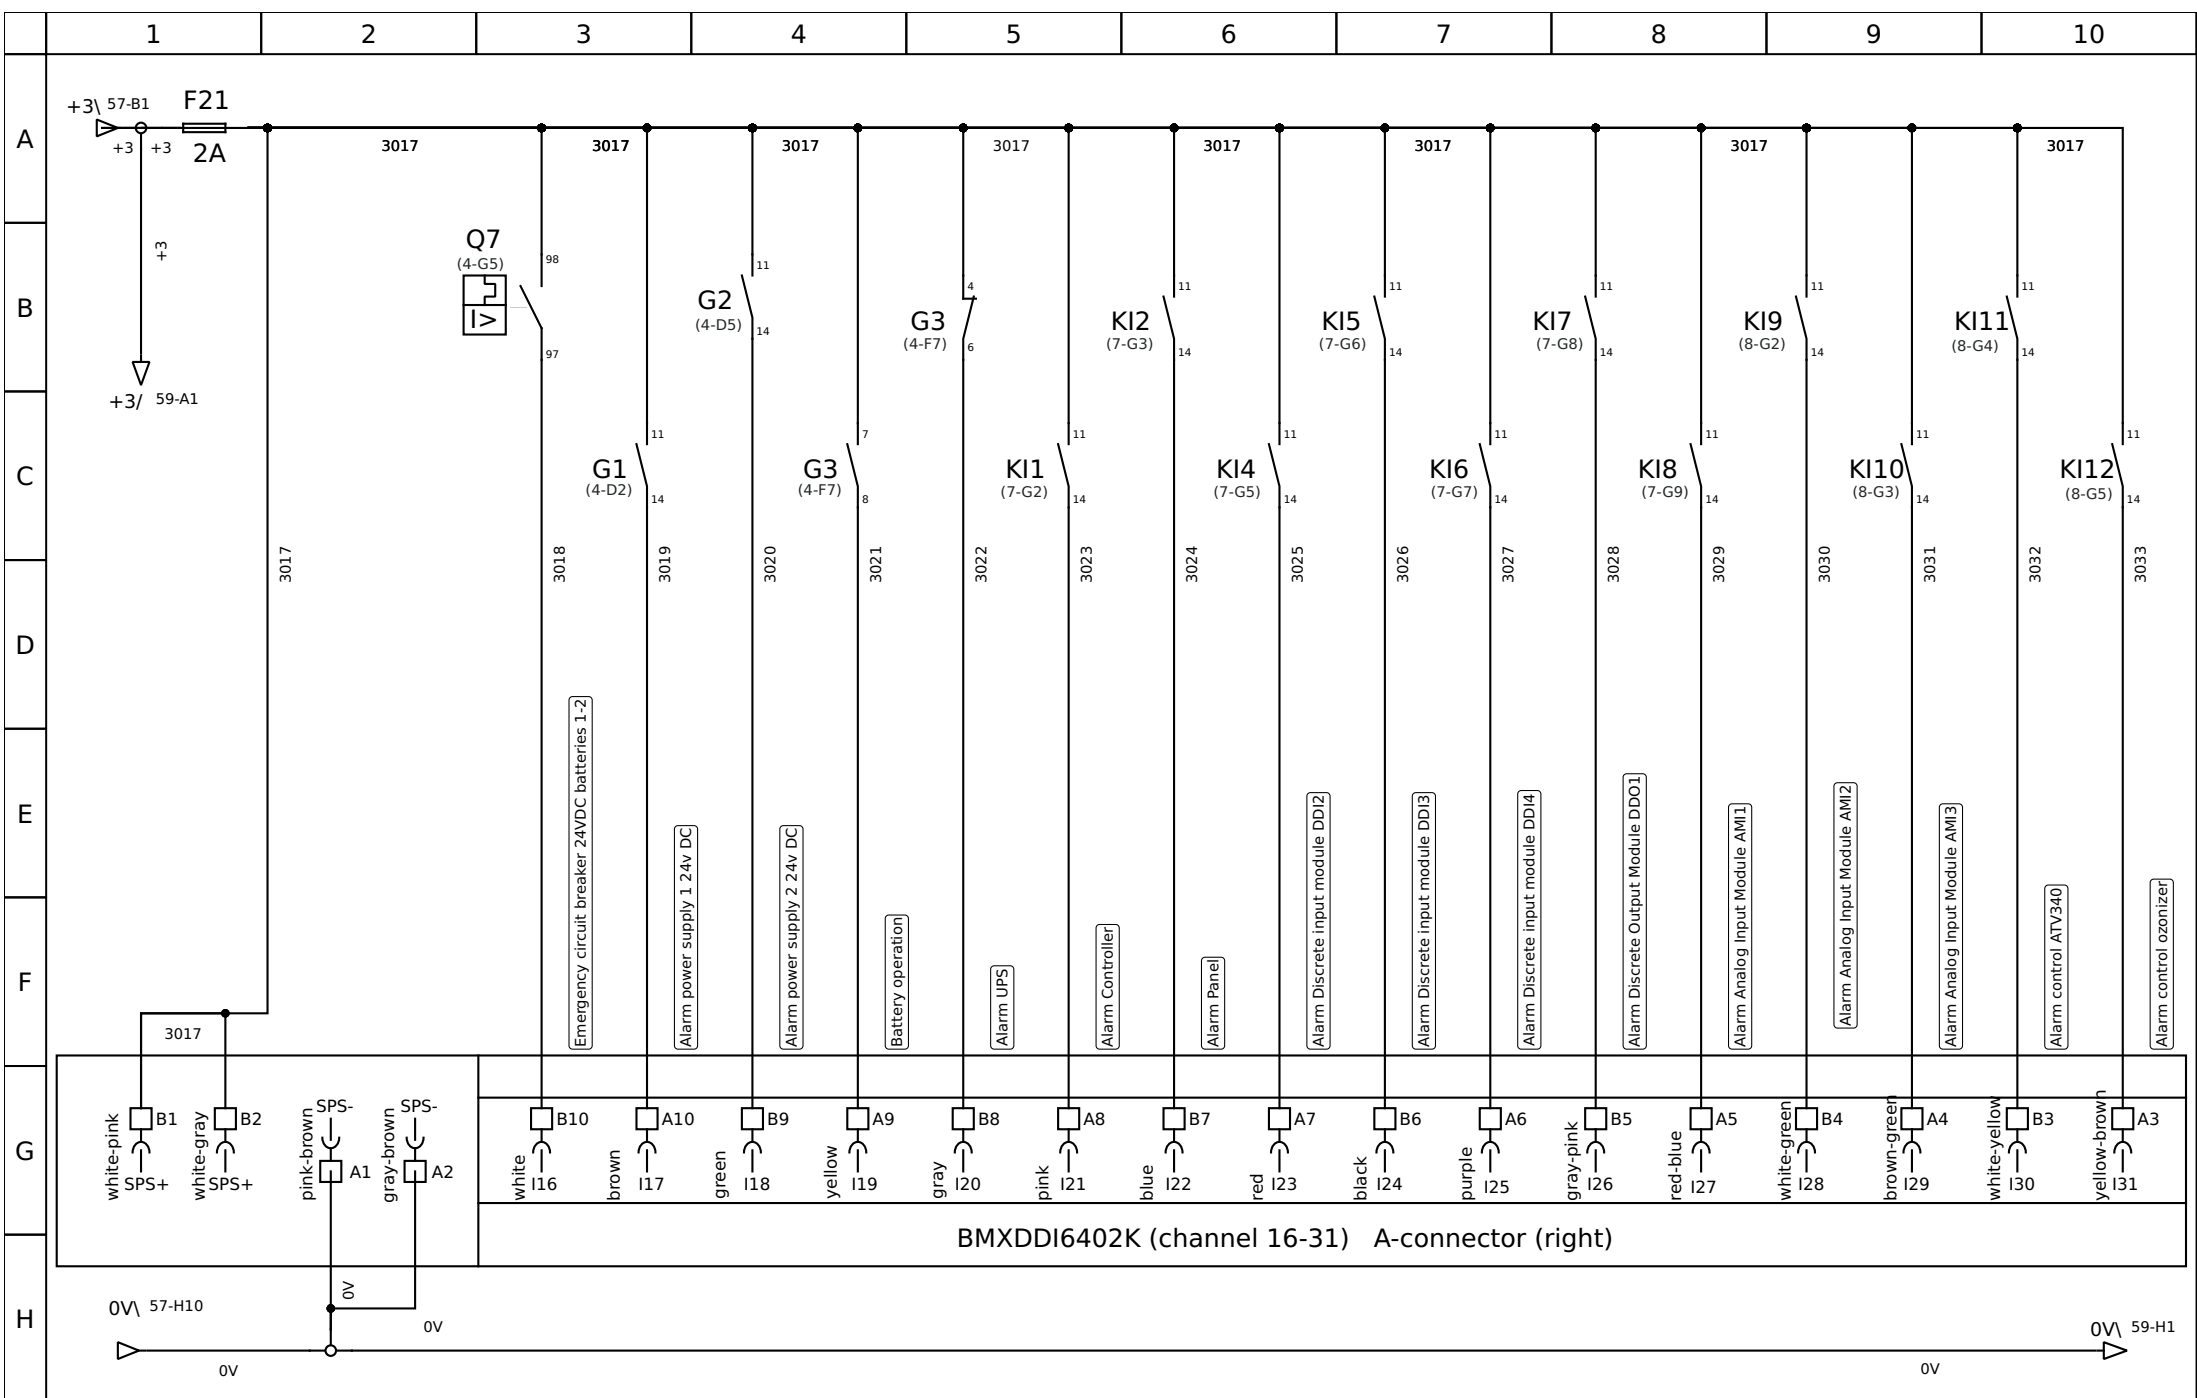 1 2 3 4 5 6 7 8 9 10
A
+3\ 57-B1 F21
+3 +3 2A
3017 3017 3017 3017 3017 3017 3017 3017
B
+3
+3/ 59-A1
Q7
(4-G5)
I>
98
97
G2
(4-D5)
11
14
G3
(4-F7)
4
6
KI2
(7-G3)
11
14
KI5
(7-G6)
11
14
KI7
(7-G8)
11
14
KI9
(8-G2)
11
14
KI11
(8-G4)
11
14
C
G1
(4-D2)
11
14
G3
(4-F7)
7
8
KI1
(7-G2)
11
14
KI4
(7-G5)
11
14
KI6
(7-G7)
11
14
KI8
(7-G9)
11
14
KI10
(8-G3)
11
14
KI12
(8-G5)
11
14
3017 3018 3019 3020 3021 3022 3023 3024 3025 3026 3027 3028 3029 3030 3031 3032 3033
D
E
F
Emergency circuit breaker 24VDC batteries 1-2
Alarm power supply 1 24v DC
Alarm power supply 2 24v DC
Battery operation
Alarm UPS
Alarm Controller
Alarm Panel
Alarm Discrete input module DDI2
Alarm Discrete input module DDI3
Alarm Discrete input module DDI4
Alarm Discrete Output Module DDO1
Alarm Analog Input Module AMI1
Alarm Analog Input Module AMI2
Alarm Analog Input Module AMI3
Alarm control ATV340
Alarm control ozonizer
3017
G
white-pink B1 SPS+
white-gray B2 SPS+
pink-brown SPS- A1
gray-brown SPS- A2
white B10 I16
brown A10 I17
green B9 I18
yellow A9 I19
gray B8 I20
pink A8 I21
blue B7 I22
red A7 I23
black B6 I24
purple A6 I25
gray-pink B5 I26
red-blue A5 I27
white-green B4 I28
brown-green A4 I29
white-yellow B3 I30
yellow-brown A3 I31
BMXDDI6402K (channel 16-31) A-connector (right)
H
0V\ 57-H10
0V
0V
0V
0V\ 59-H1
0V